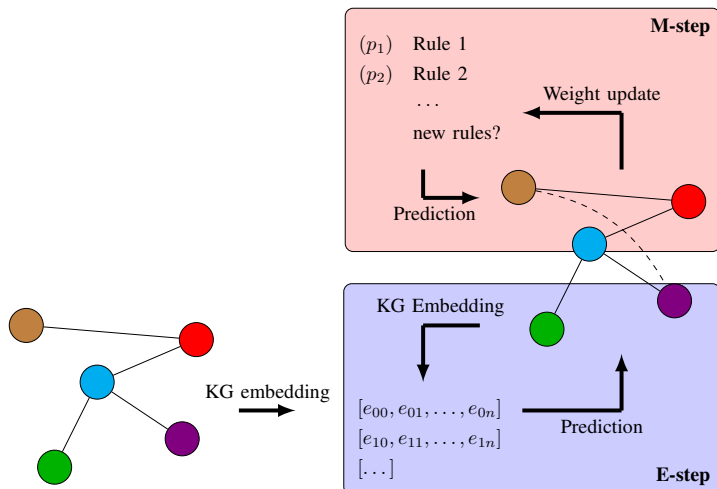 M-step
(p₁) Rule 1
(p₂) Rule 2
...
new rules?
Weight update
Prediction
KG Embedding
KG embedding
[e₀₀, e₀₁, . . . , e₀ₙ]
[e₁₀, e₁₁, . . . , e₁ₙ]
[. . .]
Prediction
E-step